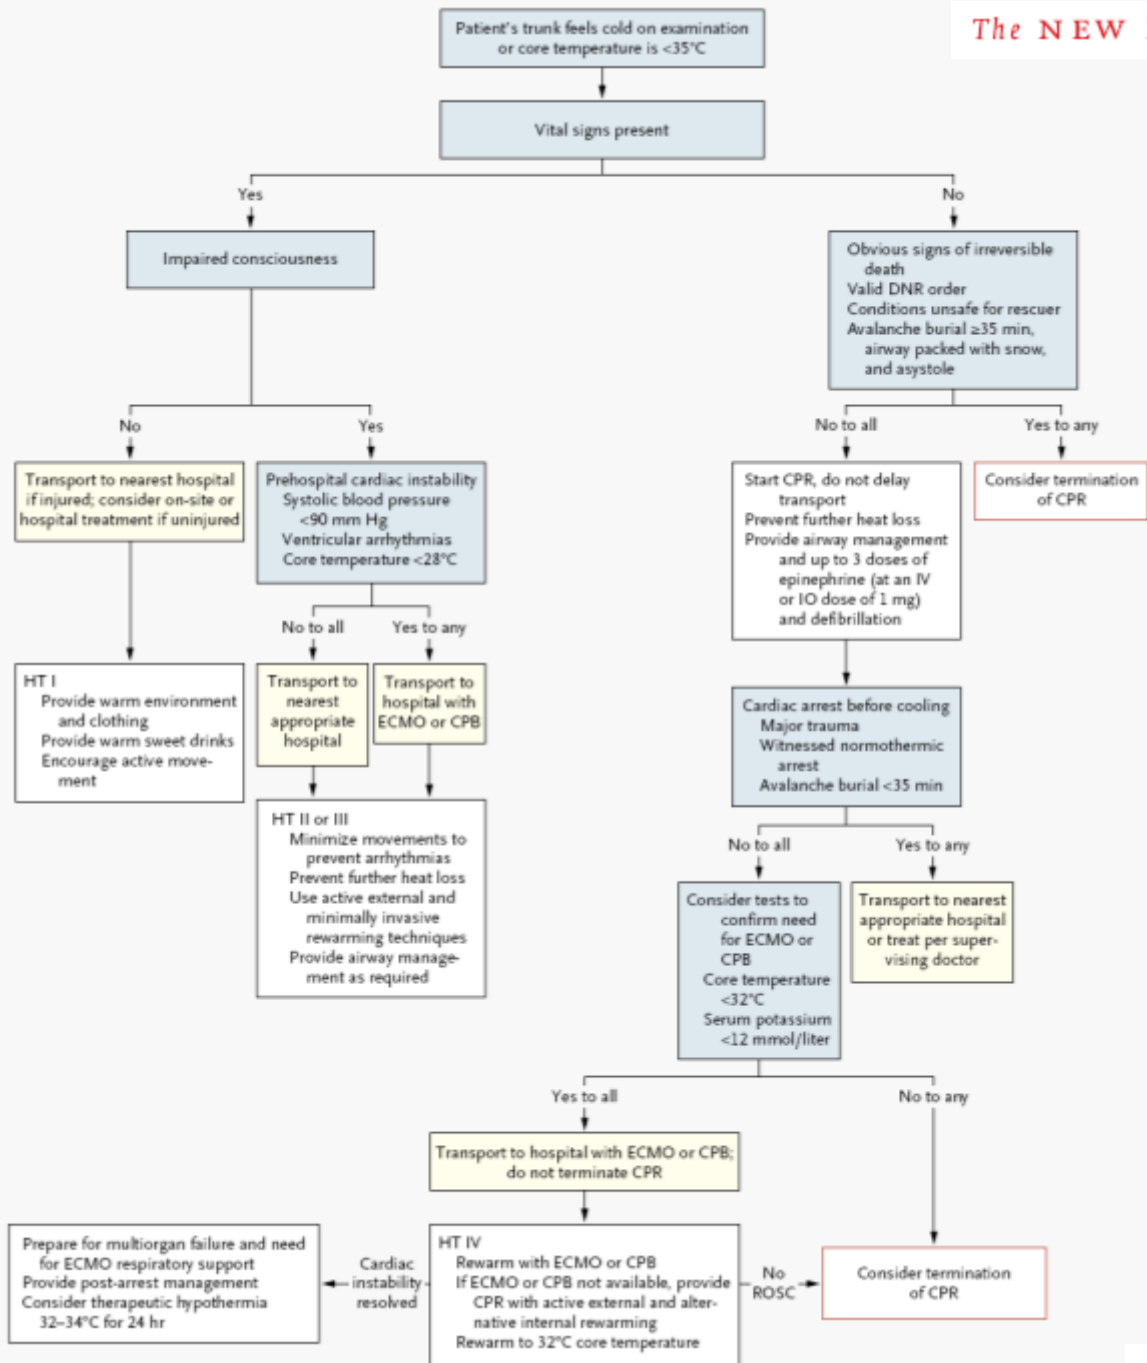 The NEW
Patient's trunk feels cold on examination
or core temperature is <35°C
Vital signs present
Yes
No
Impaired consciousness
Obvious signs of irreversible
death
Valid DNR order
Conditions unsafe for rescuer
Avalanche burial ≥35 min,
airway packed with snow,
and asystole
No
Yes
No to all
Yes to any
Transport to nearest hospital
if injured; consider on-site or
hospital treatment if uninjured
Prehospital cardiac instability
Systolic blood pressure
<90 mm Hg
Ventricular arrhythmias
Core temperature <28°C
Start CPR, do not delay
transport
Prevent further heat loss
Provide airway management
and up to 3 doses of
epinephrine (at an IV
or IO dose of 1 mg)
and defibrillation
Consider termination
of CPR
No to all
Yes to any
HT I
Provide warm environment
and clothing
Provide warm sweet drinks
Encourage active move-
ment
Transport to
nearest
appropriate
hospital
Transport to
hospital with
ECMO or CPB
Cardiac arrest before cooling
Major trauma
Witnessed normothermic
arrest
Avalanche burial <35 min
HT II or III
Minimize movements to
prevent arrhythmias
Prevent further heat loss
Use active external and
minimally invasive
rewarming techniques
Provide airway manage-
ment as required
No to all
Yes to any
Consider tests to
confirm need
for ECMO or
CPB
Core temperature
<32°C
Serum potassium
<12 mmol/liter
Transport to nearest
appropriate hospital
or treat per super-
vising doctor
Yes to all
No to any
Transport to hospital with ECMO or CPB;
do not terminate CPR
Prepare for multiorgan failure and need
for ECMO respiratory support
Provide post-arrest management
Consider therapeutic hypothermia
32–34°C for 24 hr
Cardiac
instability
resolved
HT IV
Rewarm with ECMO or CPB
If ECMO or CPB not available, provide
CPR with active external and alter-
native internal rewarming
Rewarm to 32°C core temperature
No
ROSC
Consider termination
of CPR